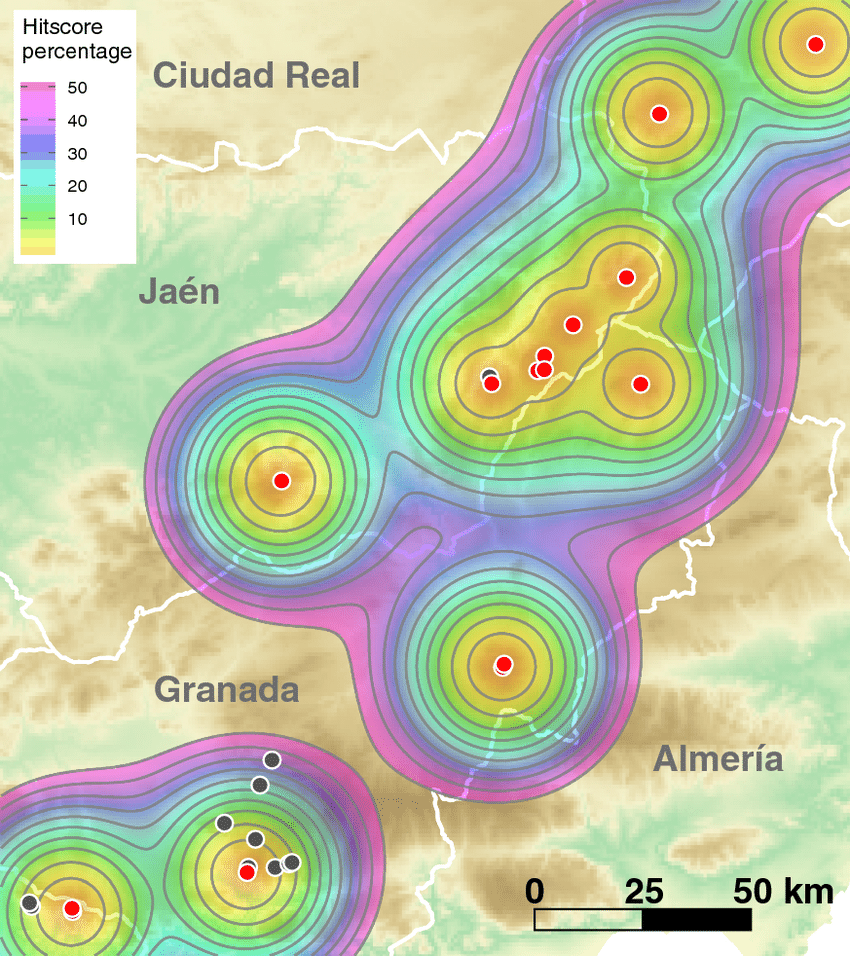 Hitscore
percentage
50
40
30
20
10
Ciudad Real
Jaén
Granada
Almería
0 25 50 km